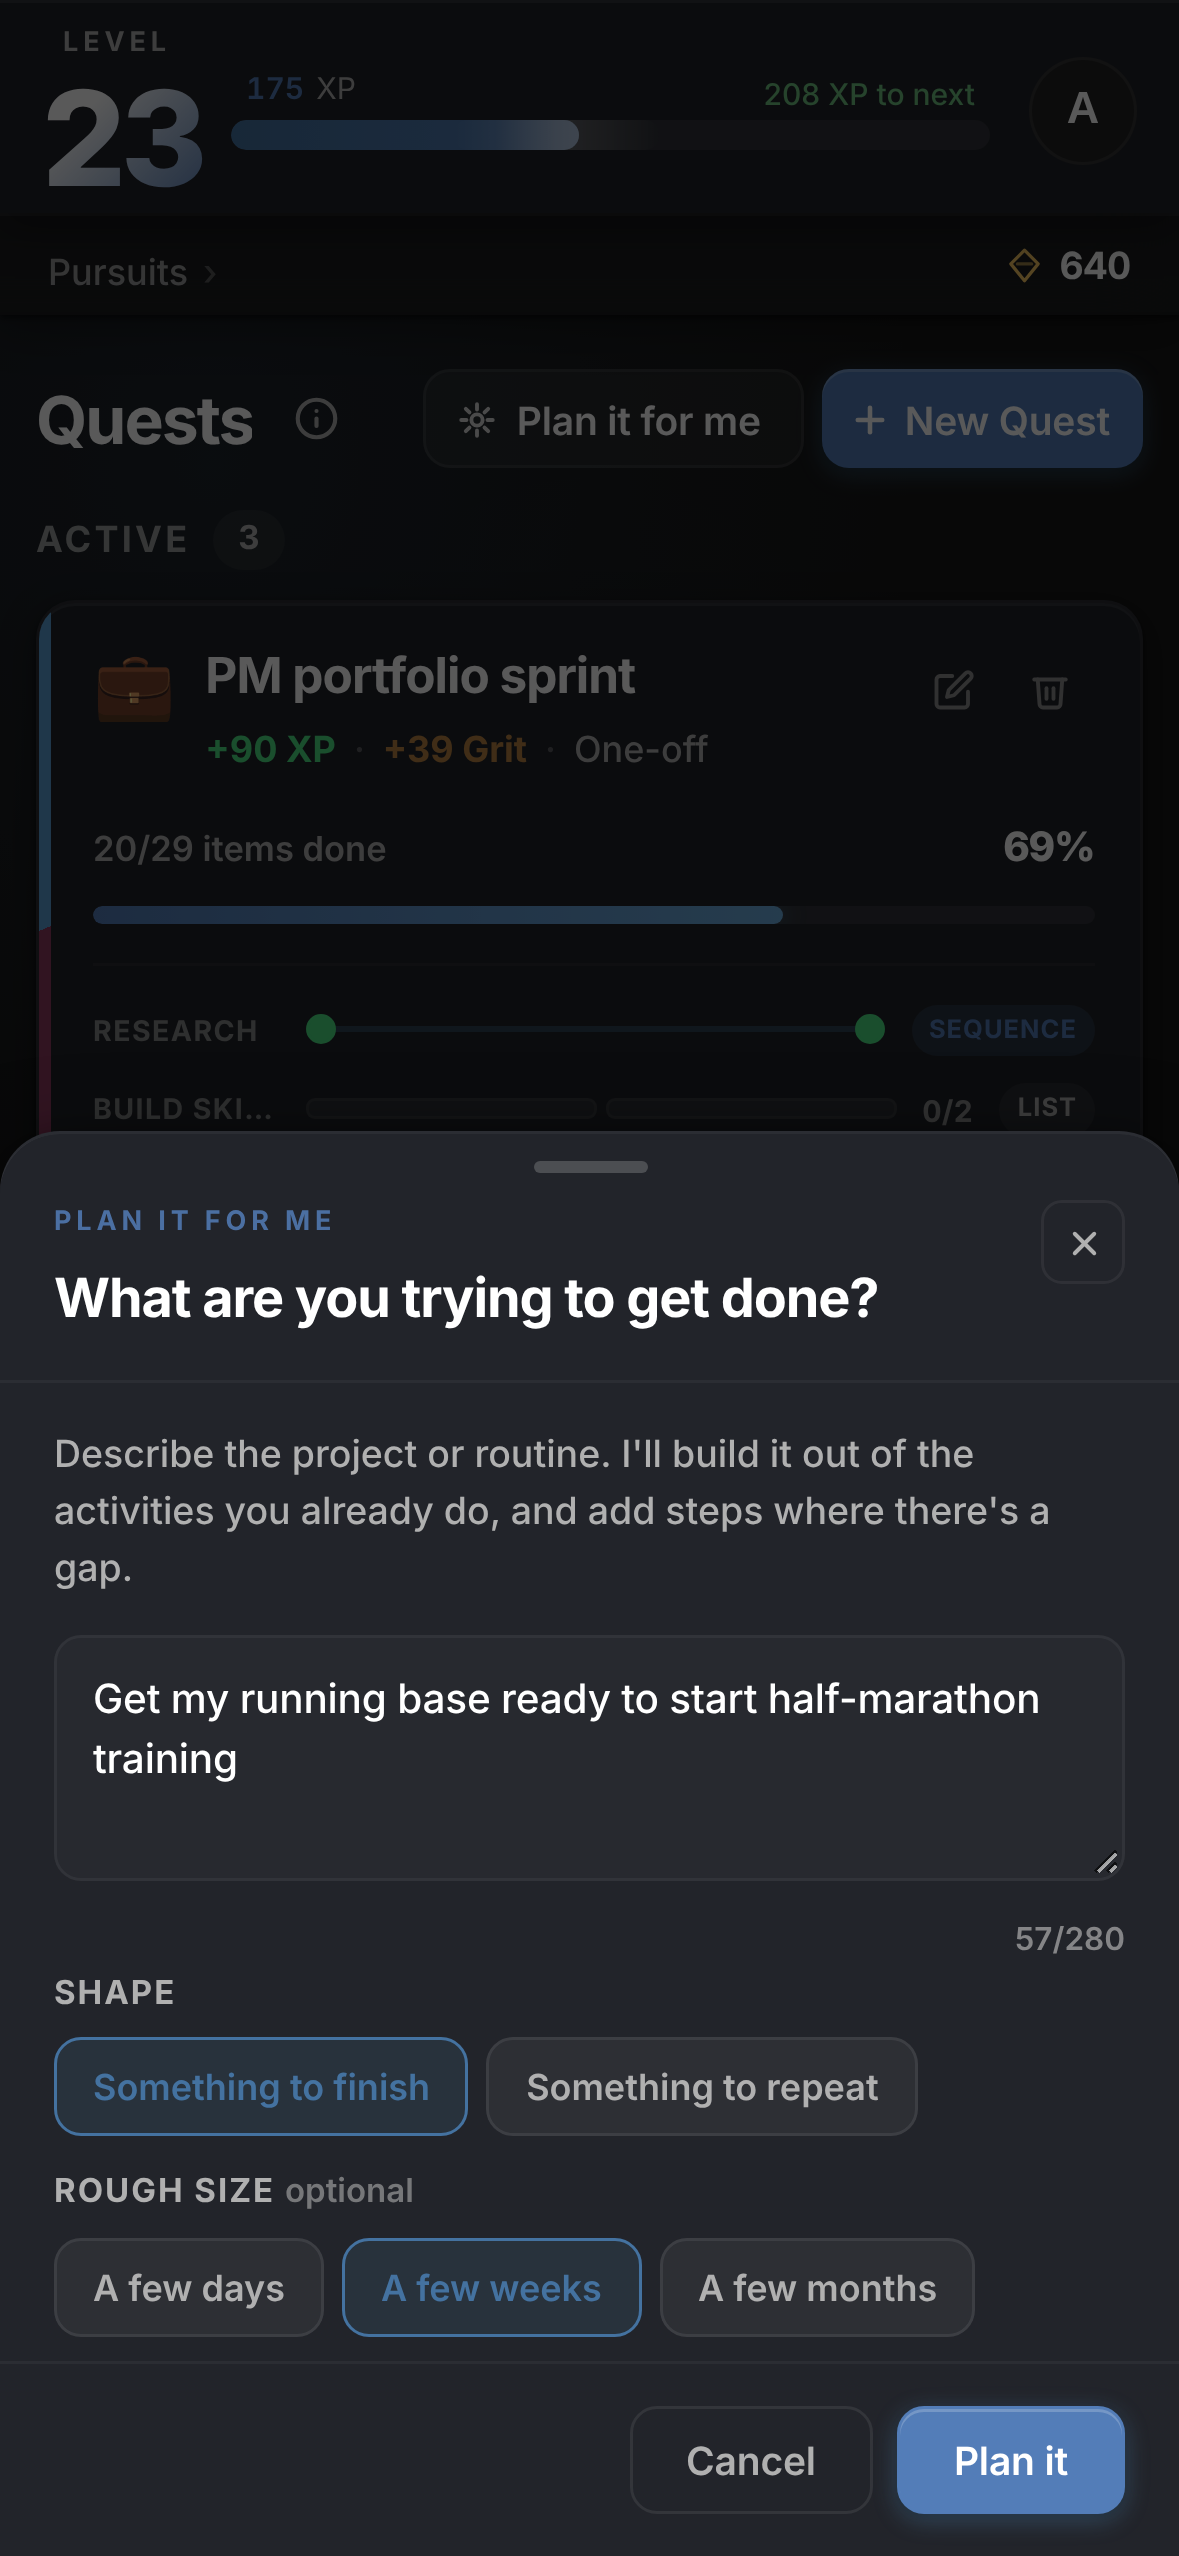 LEVEL
23
175 XP
208 XP to next
A
Pursuits ›
640
Quests
Plan it for me
+ New Quest
ACTIVE 3
PM portfolio sprint
+90 XP · +39 Grit · One-off
20/29 items done
69%
RESEARCH
SEQUENCE
BUILD SKI...
0/2
LIST
PLAN IT FOR ME
What are you trying to get done?
Describe the project or routine. I'll build it out of the
activities you already do, and add steps where there's a
gap.
Get my running base ready to start half-marathon
training
57/280
SHAPE
Something to finish
Something to repeat
ROUGH SIZE optional
A few days
A few weeks
A few months
Cancel
Plan it